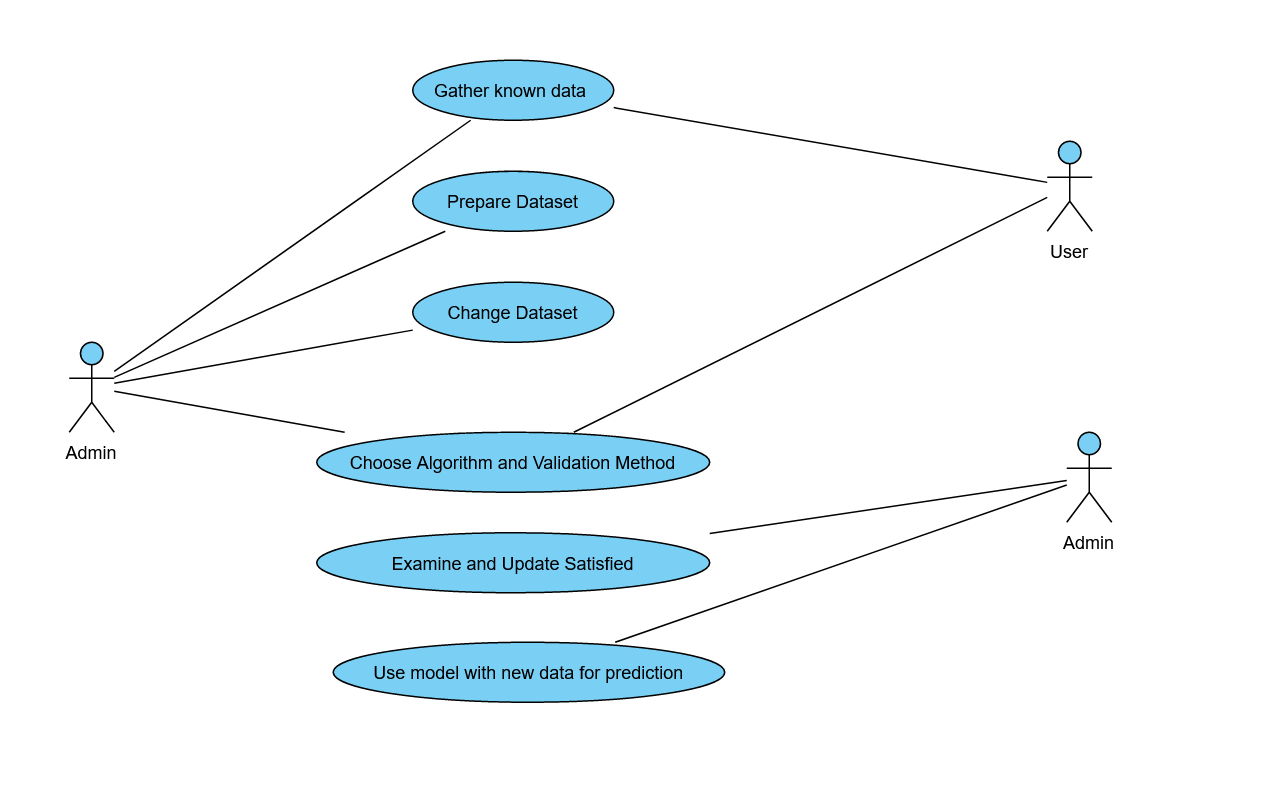 Gather known data
Prepare Dataset
User
Change Dataset
Admin
Choose Algorithm and Validation Method
Admin
Examine and Update Satisfied
Use model with new data for prediction